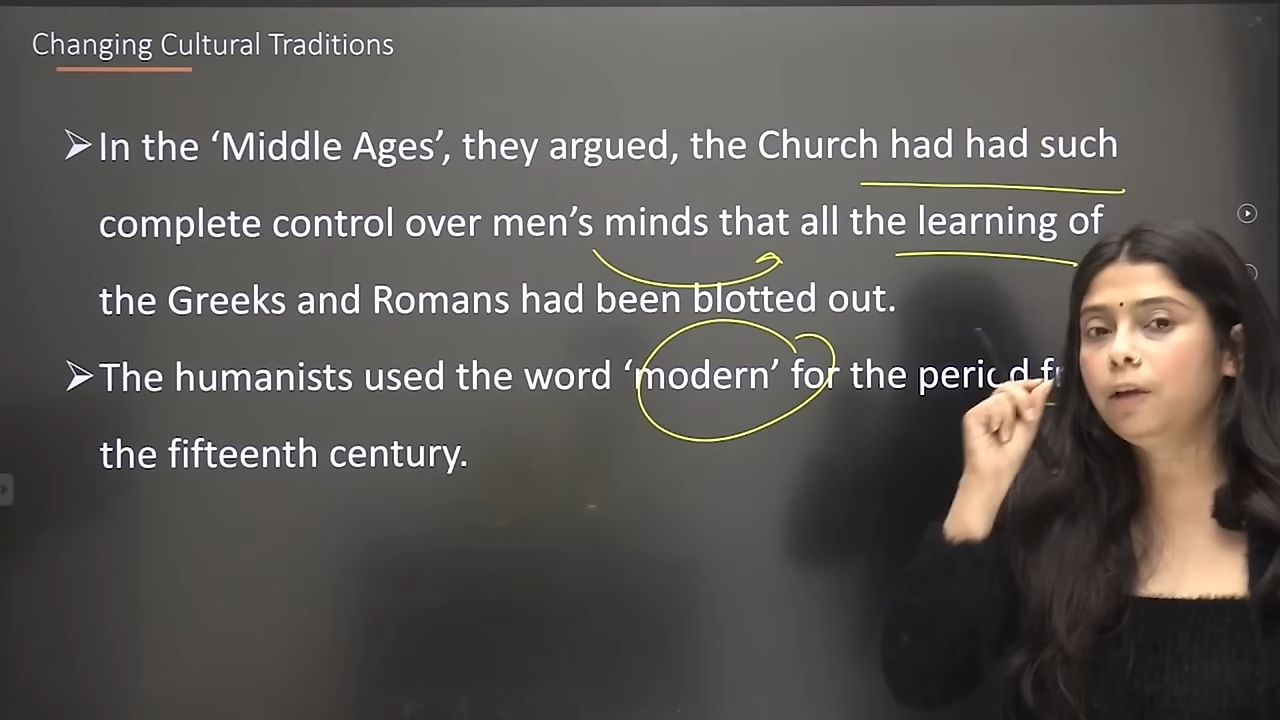 Changing Cultural Traditions
➢In the ‘Middle Ages’, they argued, the Church had had such
complete control over men’s minds that all the learning of
the Greeks and Romans had been blotted out.
➢The humanists used the word ‘modern’ for the period
the fifteenth century.